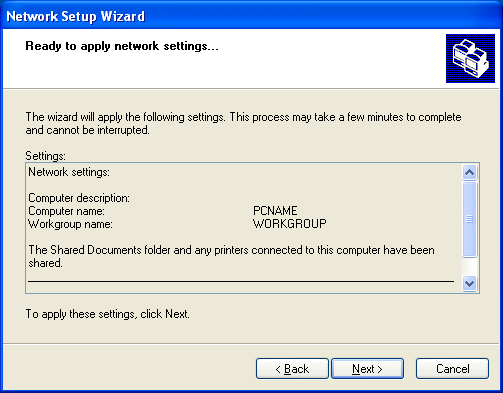 Network Setup Wizard
Ready to apply network settings...
The wizard will apply the following settings. This process may take a few minutes to complete
and cannot be interrupted.
Settings:
Network settings:
Computer description:
Computer name: PCNAME
Workgroup name: WORKGROUP
The Shared Documents folder and any printers connected to this computer have been
shared.
To apply these settings, click Next.
< Back Next > Cancel